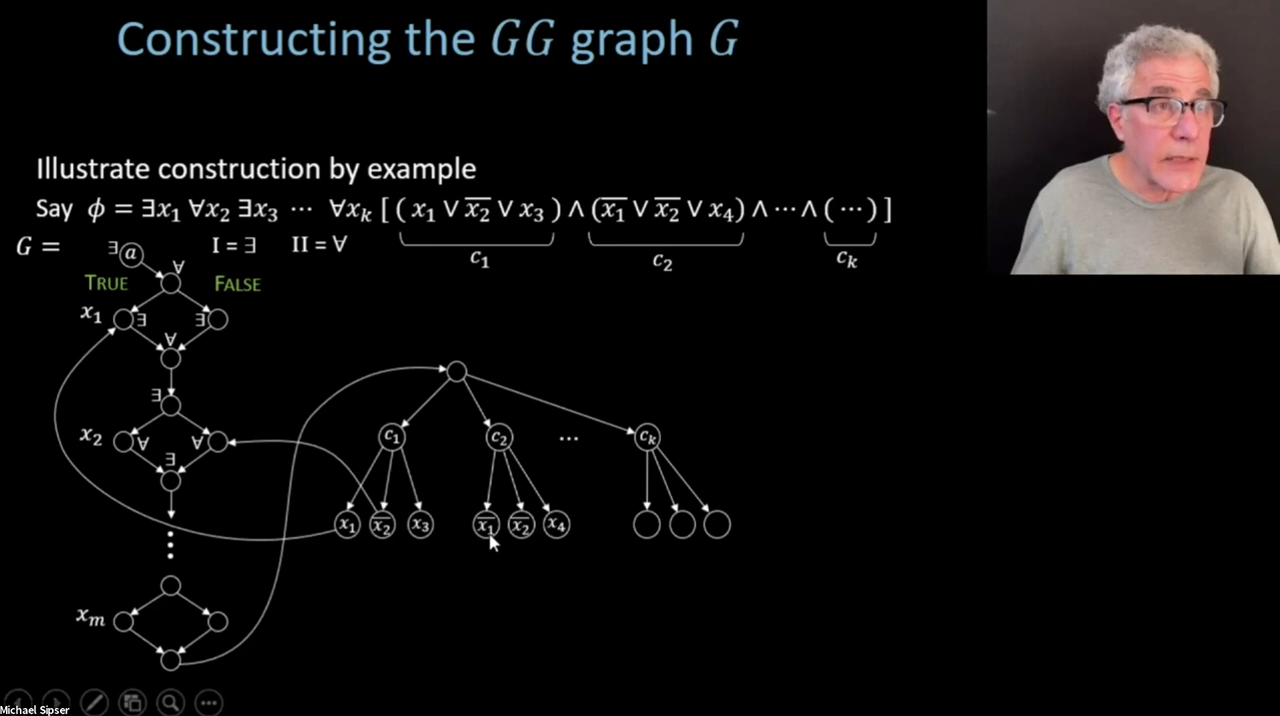 Constructing the GG graph G
Illustrate construction by example
Say ϕ = ∃x₁ ∀x₂ ∃x₃ ⋯ ∀xₖ [ ( x₁ ∨ x̅₂ ∨ x₃ ) ∧ (x̅₁ ∨ x̅₂ ∨ x₄) ∧ ⋯ ∧ (⋯) ]
G = ∃ a I = ∃ II = ∀
c₁ c₂ cₖ
∀
TRUE FALSE
x₁ ∃ ∃
∀
∃
x₂ ∀ ∀
c₁ c₂ ⋯ cₖ
∃
x₁ x̅₂ x₃ x̅₁ x̅₂ x₄
⋮
xₘ
Michael Sipser